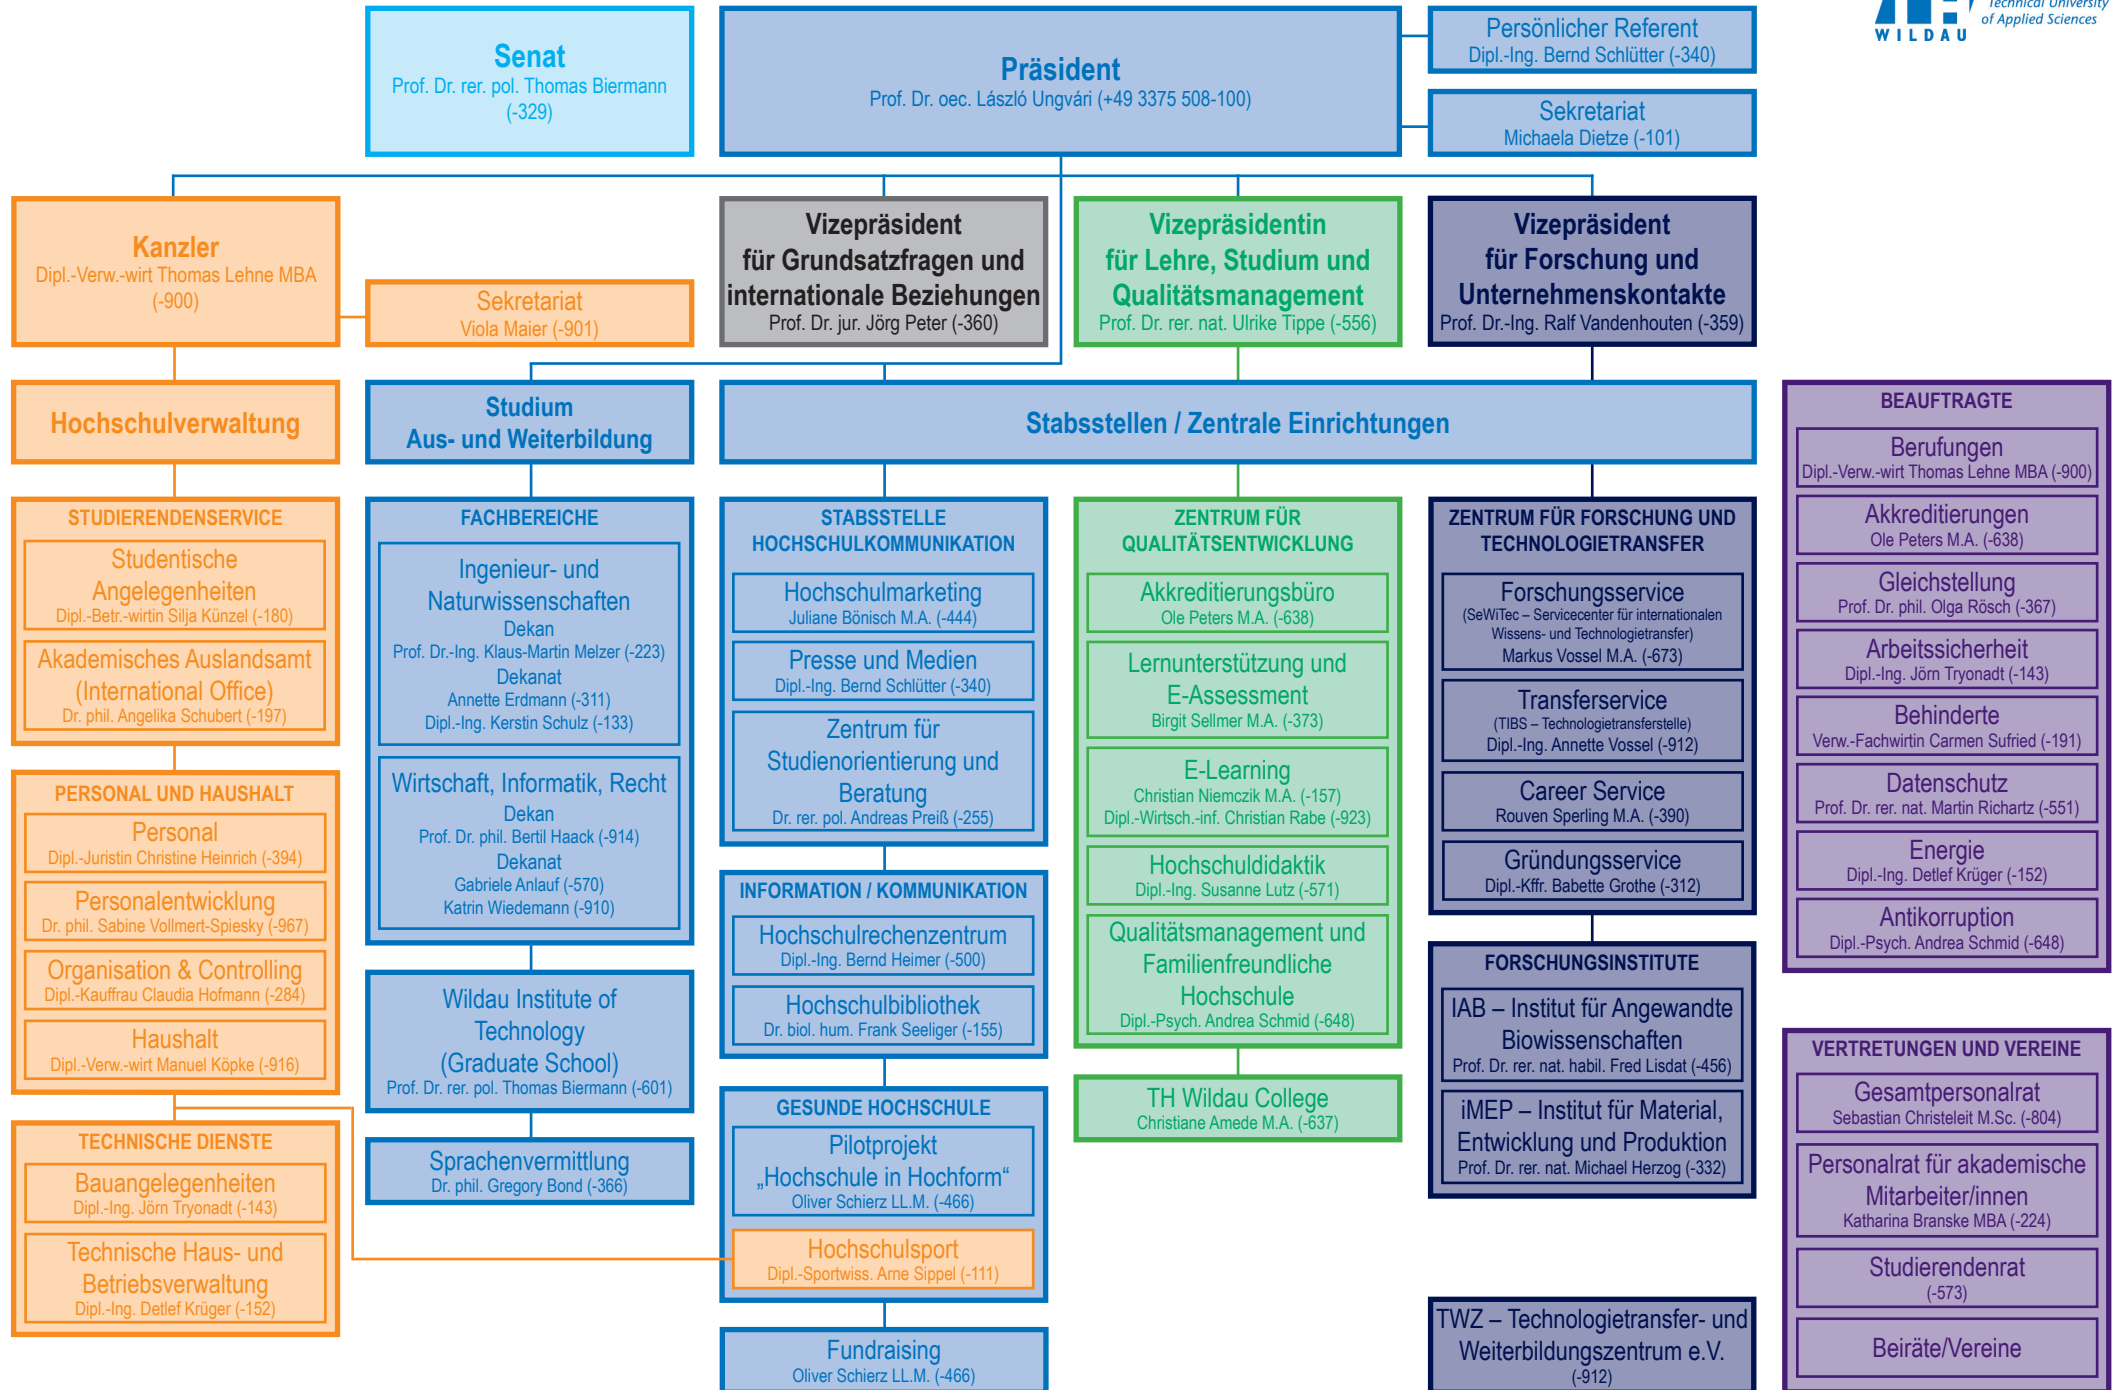 Technical University
of Applied Sciences
WILDAU
Senat
Prof. Dr. rer. pol. Thomas Biermann
(-329)
Präsident
Prof. Dr. oec. László Ungvári (+49 3375 508-100)
Persönlicher Referent
Dipl.-Ing. Bernd Schlütter (-340)
Sekretariat
Michaela Dietze (-101)
Kanzler
Dipl.-Verw.-wirt Thomas Lehne MBA
(-900)
Sekretariat
Viola Maier (-901)
Vizepräsident
für Grundsatzfragen und
internationale Beziehungen
Prof. Dr. jur. Jörg Peter (-360)
Vizepräsidentin
für Lehre, Studium und
Qualitätsmanagement
Prof. Dr. rer. nat. Ulrike Tippe (-556)
Vizepräsident
für Forschung und
Unternehmenskontakte
Prof. Dr.-Ing. Ralf Vandenhouten (-359)
Hochschulverwaltung
Studium
Aus- und Weiterbildung
Stabsstellen / Zentrale Einrichtungen
STUDIERENDENSERVICE
Studentische
Angelegenheiten
Dipl.-Betr.-wirtin Silja Künzel (-180)
Akademisches Auslandsamt
(International Office)
Dr. phil. Angelika Schubert (-197)
PERSONAL UND HAUSHALT
Personal
Dipl.-Juristin Christine Heinrich (-394)
Personalentwicklung
Dr. phil. Sabine Vollmert-Spiesky (-967)
Organisation & Controlling
Dipl.-Kauffrau Claudia Hofmann (-284)
Haushalt
Dipl.-Verw.-wirt Manuel Köpke (-916)
TECHNISCHE DIENSTE
Bauangelegenheiten
Dipl.-Ing. Jörn Tryonadt (-143)
Technische Haus- und
Betriebsverwaltung
Dipl.-Ing. Detlef Krüger (-152)
FACHBEREICHE
Ingenieur- und
Naturwissenschaften
Dekan
Prof. Dr.-Ing. Klaus-Martin Melzer (-223)
Dekanat
Annette Erdmann (-311)
Dipl.-Ing. Kerstin Schulz (-133)
Wirtschaft, Informatik, Recht
Dekan
Prof. Dr. phil. Bertil Haack (-914)
Dekanat
Gabriele Anlauf (-570)
Katrin Wiedemann (-910)
Wildau Institute of
Technology
(Graduate School)
Prof. Dr. rer. pol. Thomas Biermann (-601)
Sprachenvermittlung
Dr. phil. Gregory Bond (-366)
STABSSTELLE
HOCHSCHULKOMMUNIKATION
Hochschulmarketing
Juliane Bönisch M.A. (-444)
Presse und Medien
Dipl.-Ing. Bernd Schlütter (-340)
Zentrum für
Studienorientierung und
Beratung
Dr. rer. pol. Andreas Preiß (-255)
INFORMATION / KOMMUNIKATION
Hochschulrechenzentrum
Dipl.-Ing. Bernd Heimer (-500)
Hochschulbibliothek
Dr. biol. hum. Frank Seeliger (-155)
GESUNDE HOCHSCHULE
Pilotprojekt
„Hochschule in Hochform“
Oliver Schierz LL.M. (-466)
Hochschulsport
Dipl.-Sportwiss. Arne Sippel (-111)
Fundraising
Oliver Schierz LL.M. (-466)
ZENTRUM FÜR
QUALITÄTSENTWICKLUNG
Akkreditierungsbüro
Ole Peters M.A. (-638)
Lernunterstützung und
E-Assessment
Birgit Sellmer M.A. (-373)
E-Learning
Christian Niemczik M.A. (-157)
Dipl.-Wirtsch.-inf. Christian Rabe (-923)
Hochschuldidaktik
Dipl.-Ing. Susanne Lutz (-571)
Qualitätsmanagement und
Familienfreundliche
Hochschule
Dipl.-Psych. Andrea Schmid (-648)
TH Wildau College
Christiane Amede M.A. (-637)
ZENTRUM FÜR FORSCHUNG UND
TECHNOLOGIETRANSFER
Forschungsservice
(SeWiTec – Servicecenter für internationalen
Wissens- und Technologietransfer)
Markus Vossel M.A. (-673)
Transferservice
(TIBS – Technologietransferstelle)
Dipl.-Ing. Annette Vossel (-912)
Career Service
Rouven Sperling M.A. (-390)
Gründungsservice
Dipl.-Kffr. Babette Grothe (-312)
FORSCHUNGSINSTITUTE
IAB – Institut für Angewandte
Biowissenschaften
Prof. Dr. rer. nat. habil. Fred Lisdat (-456)
iMEP – Institut für Material,
Entwicklung und Produktion
Prof. Dr. rer. nat. Michael Herzog (-332)
TWZ – Technologietransfer- und
Weiterbildungszentrum e.V.
(-912)
BEAUFTRAGTE
Berufungen
Dipl.-Verw.-wirt Thomas Lehne MBA (-900)
Akkreditierungen
Ole Peters M.A. (-638)
Gleichstellung
Prof. Dr. phil. Olga Rösch (-367)
Arbeitssicherheit
Dipl.-Ing. Jörn Tryonadt (-143)
Behinderte
Verw.-Fachwirtin Carmen Sufried (-191)
Datenschutz
Prof. Dr. rer. nat. Martin Richartz (-551)
Energie
Dipl.-Ing. Detlef Krüger (-152)
Antikorruption
Dipl.-Psych. Andrea Schmid (-648)
VERTRETUNGEN UND VEREINE
Gesamtpersonalrat
Sebastian Christeleit M.Sc. (-804)
Personalrat für akademische
Mitarbeiter/innen
Katharina Branske MBA (-224)
Studierendenrat
(-573)
Beiräte/Vereine